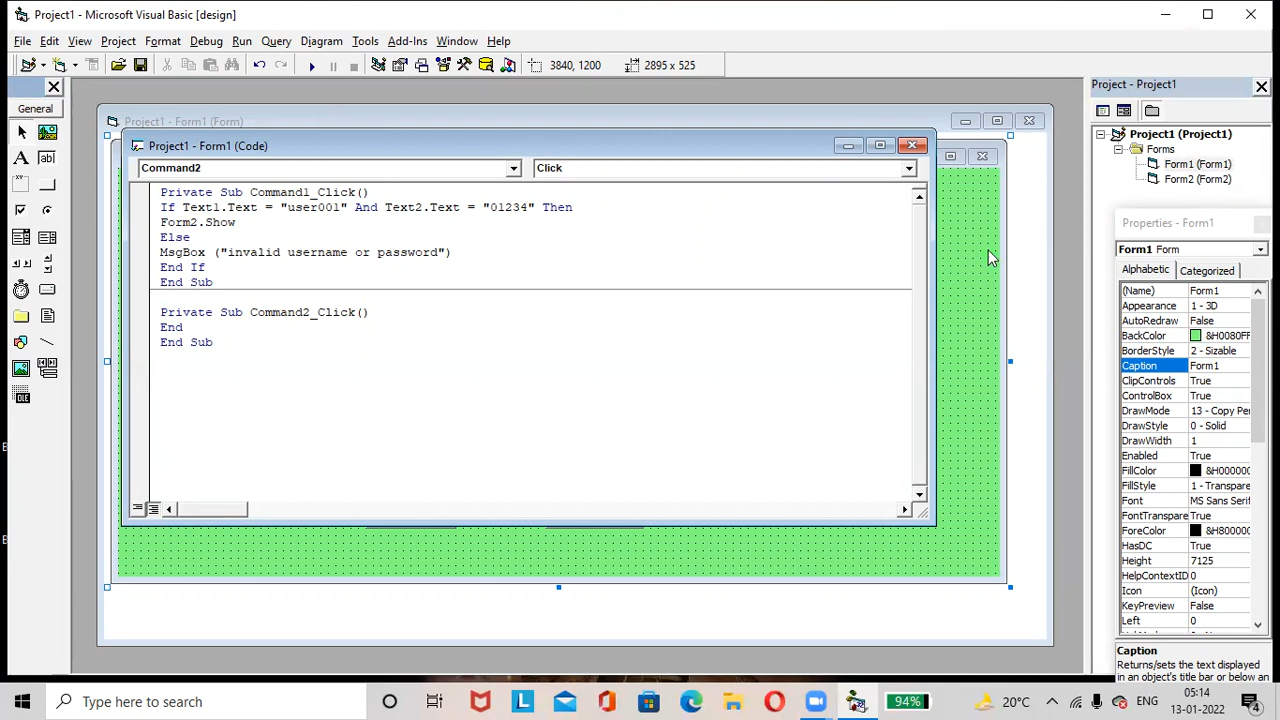 Project1 - Microsoft Visual Basic [design]
File Edit View Project Format Debug Run Query Diagram Tools Add-Ins Window Help
3840, 1200 2895 x 525
General
A
abl
OLE
Project1 - Form1 (Form)
Project1 - Form1 (Code)
Command2 Click
Private Sub Command1_Click()
If Text1.Text = "user001" And Text2.Text = "01234" Then
Form2.Show
Else
MsgBox ("invalid username or password")
End If
End Sub
Private Sub Command2_Click()
End
End Sub
Project - Project1
Project1 (Project1)
Forms
Form1 (Form1)
Form2 (Form2)
Properties - Form1
Form1 Form
Alphabetic Categorized
(Name) Form1
Appearance 1 - 3D
AutoRedraw False
BackColor &H0080FF
BorderStyle 2 - Sizable
Caption Form1
ClipControls True
ControlBox True
DrawMode 13 - Copy Pe
DrawStyle 0 - Solid
DrawWidth 1
Enabled True
FillColor &H000000
FillStyle 1 - Transpare
Font MS Sans Serif
FontTranspare True
ForeColor &H800000
HasDC True
Height 7125
HelpContextID 0
Icon (Icon)
KeyPreview False
Left 0
Caption
Returns/sets the text displayed
in an object's title bar or below an
Type here to search
94%
20°C
ENG
05:14
13-01-2022
4